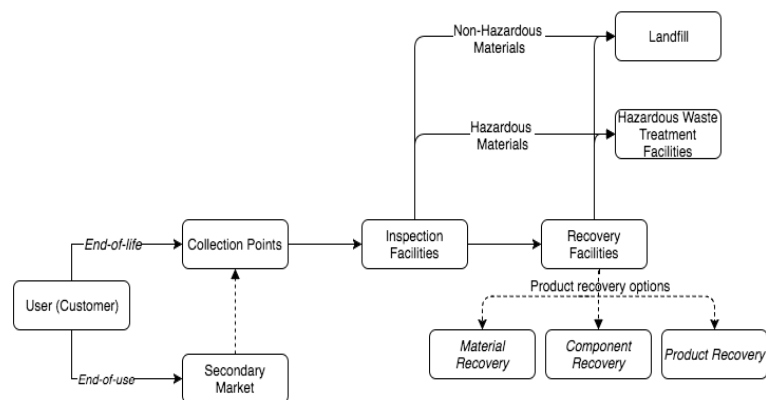 Non-Hazardous
Materials
Landfill
Hazardous
Materials
Hazardous Waste
Treatment
Facilities
End-of-life
Collection Points
Inspection
Facilities
Recovery
Facilities
User (Customer)
Product recovery options
End-of-use
Secondary
Market
Material
Recovery
Component
Recovery
Product Recovery